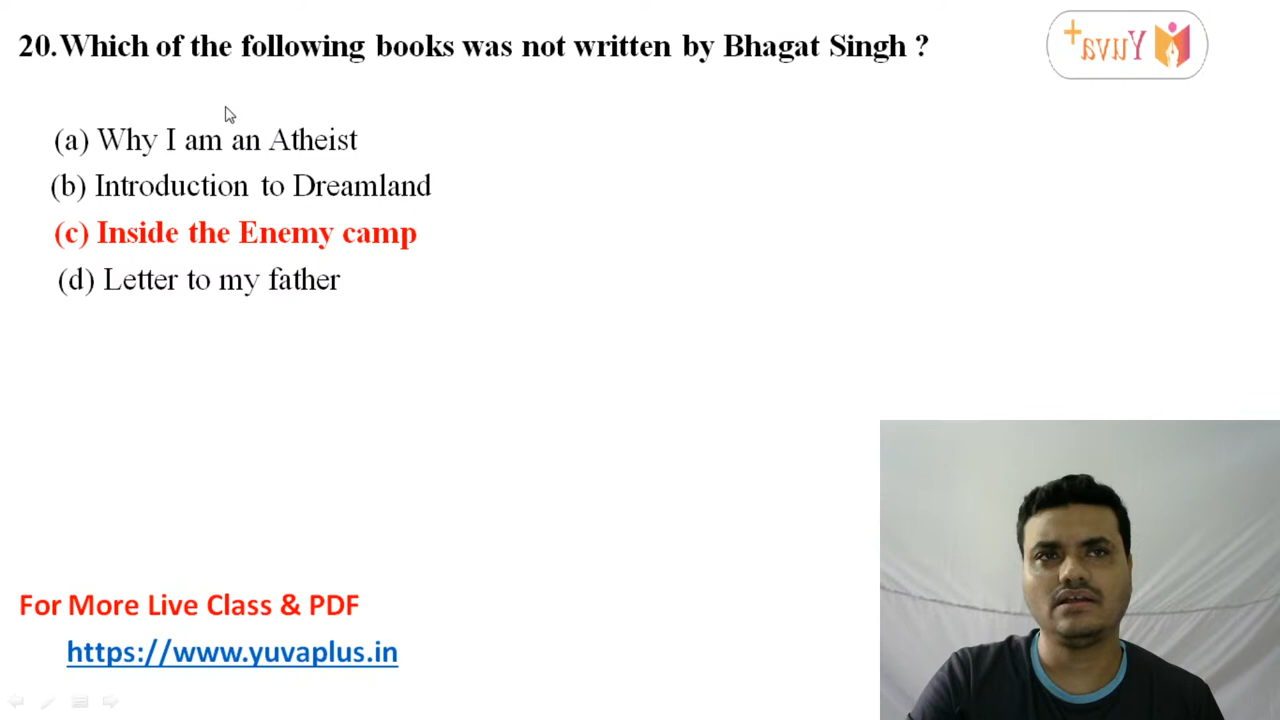 20.Which of the following books was not written by Bhagat Singh ?
Yuva+
(a) Why I am an Atheist
(b) Introduction to Dreamland
(c) Inside the Enemy camp
(d) Letter to my father
For More Live Class & PDF
https://www.yuvaplus.in